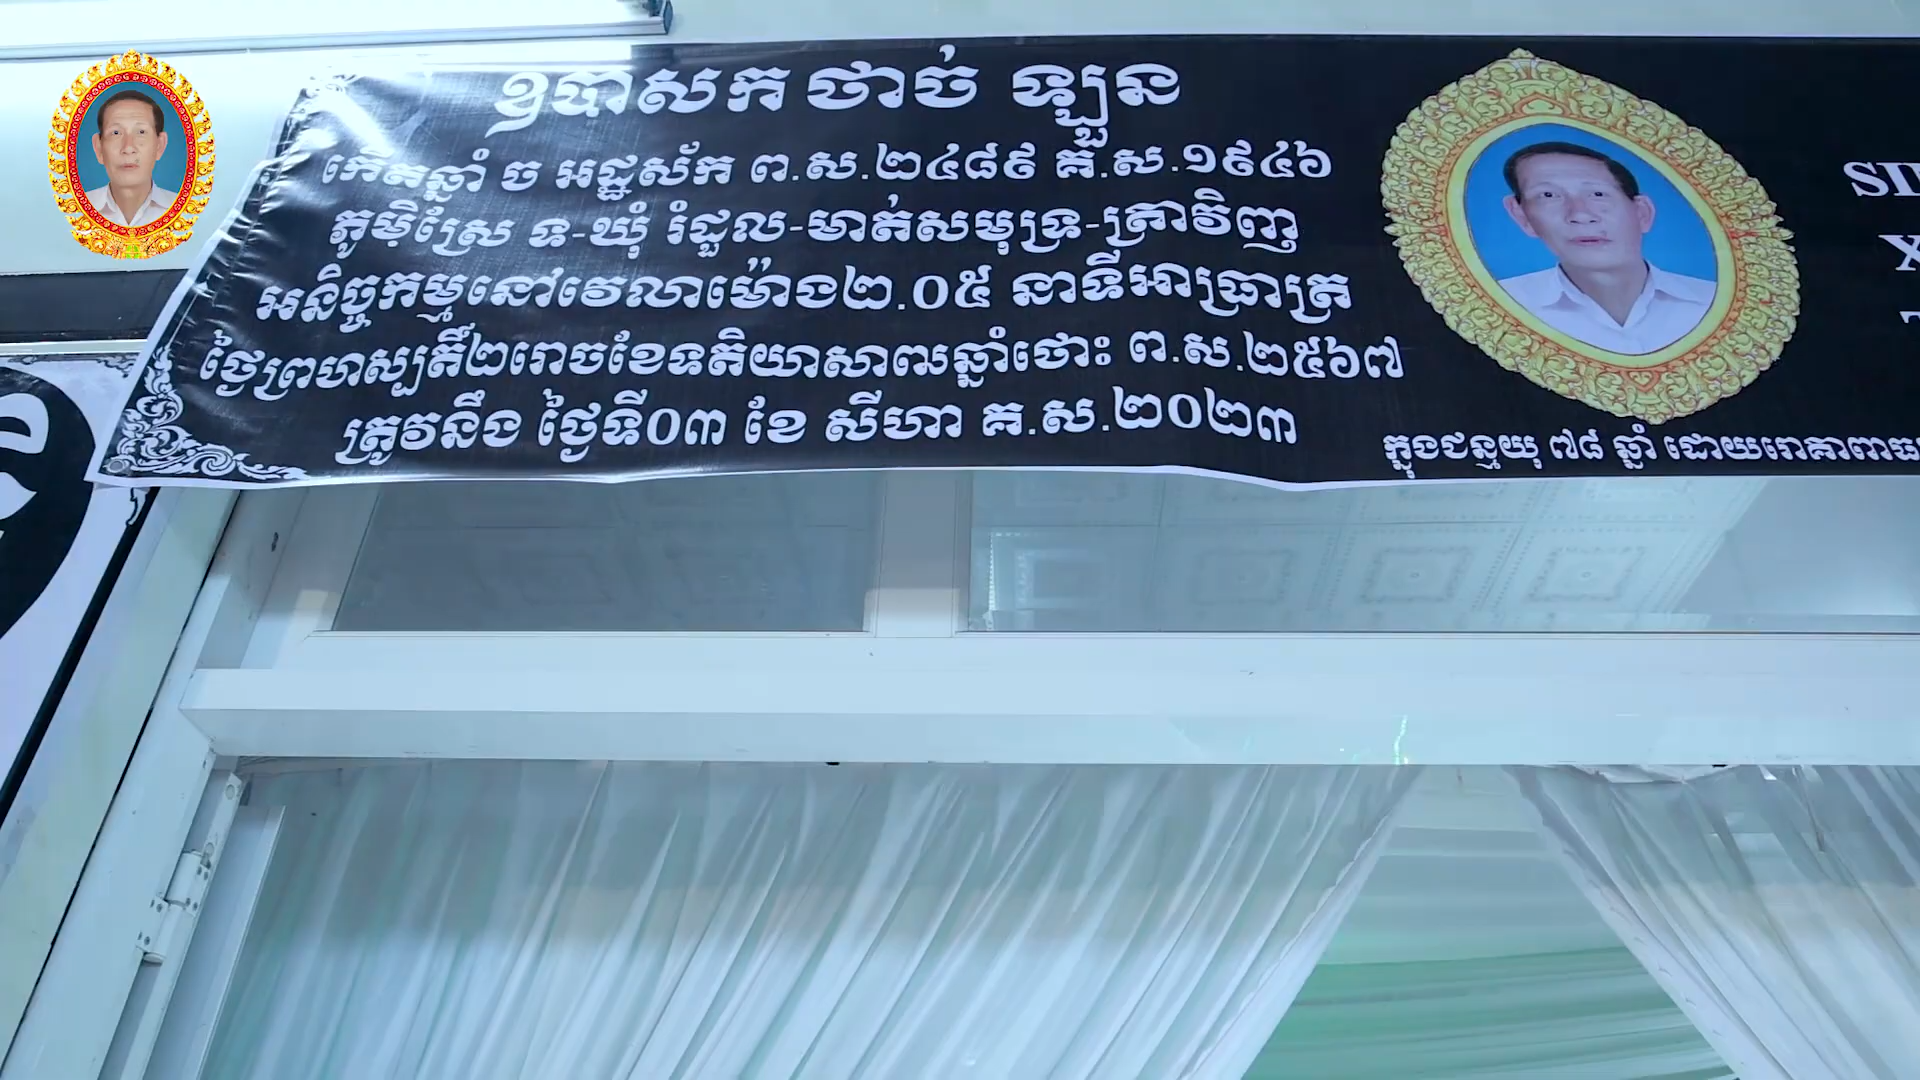 ឧបាសក ថាច់ ឡួន
កើតឆ្នាំ ច អដ្ឋស័ក ព.ស.២៤៨៩ គ.ស.១៩៤៦
ភូមិស្រែ ទ-ឃុំ រំដួល-មាត់សមុទ្រ-ត្រាវិញ
អនិច្ចកម្មនៅវេលាម៉ោង២.០៥ នាទីអាធ្រាត្រ
ថ្ងៃព្រហស្បតិ៍២រោចខែទតិយាសាឍឆ្នាំថោះ ព.ស.២៥៦៧
ត្រូវនឹង ថ្ងៃទី០៣ ខែ សីហា គ.ស.២០២៣
ក្នុងជន្មយុ ៧៨ ឆ្នាំ ដោយរោគាពាធ